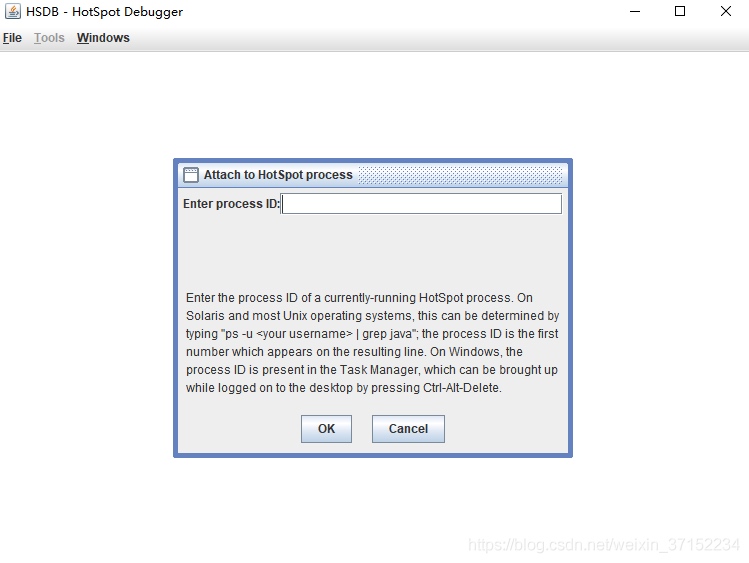 HSDB - HotSpot Debugger
File Tools Windows
Attach to HotSpot process
Enter process ID:
Enter the process ID of a currently-running HotSpot process. On
Solaris and most Unix operating systems, this can be determined by
typing "ps -u <your username> | grep java"; the process ID is the first
number which appears on the resulting line. On Windows, the
process ID is present in the Task Manager, which can be brought up
while logged on to the desktop by pressing Ctrl-Alt-Delete.
OK Cancel
https://blog.csdn.net/weixin_37152234